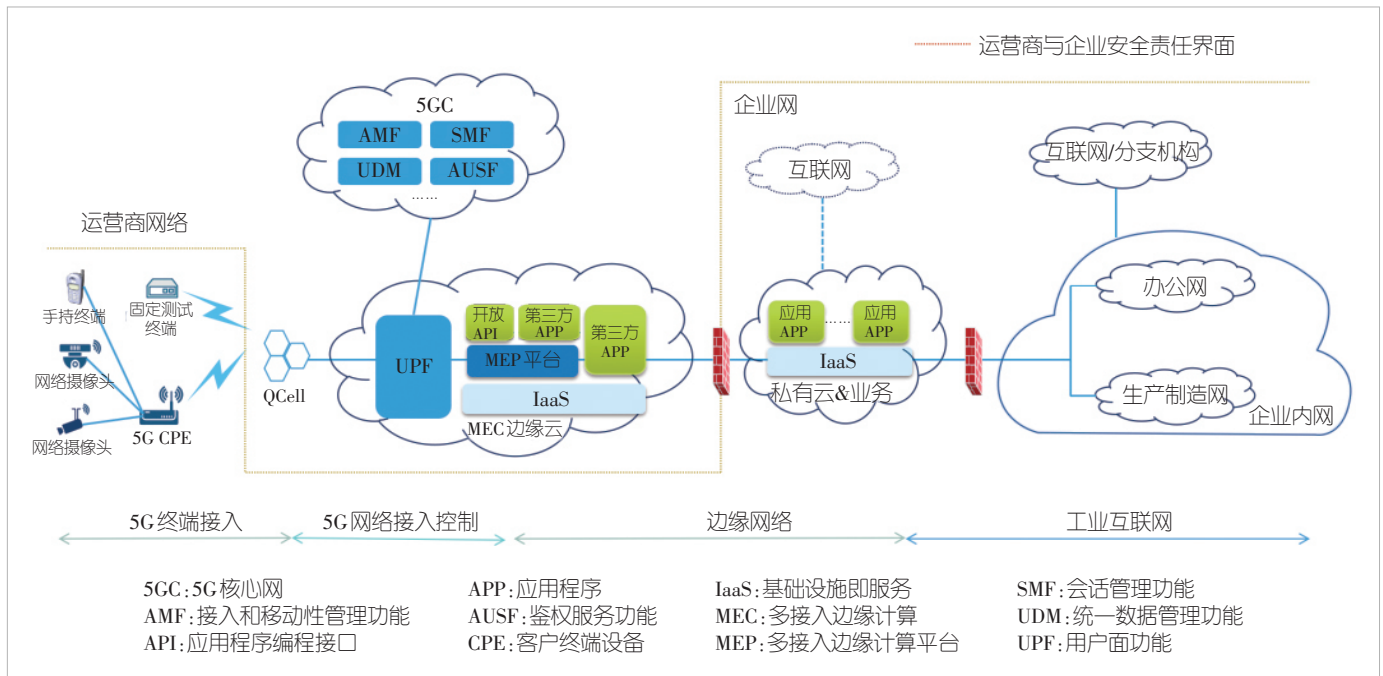 运营商与企业安全责任界面
企业网
5GC
AMF
SMF
UDM
AUSF
……
互联网
互联网/分支机构
运营商网络
手持终端
固定测试
终端
网络摄像头
网络摄像头
5G CPE
QCell
UPF
开放
API
第三方
APP
第三方
APP
MEP 平台
IaaS
MEC边缘云
应用
APP
……
应用
APP
IaaS
私有云&业务
办公网
生产制造网
企业内网
5G终端接入
5G网络接入控制
边缘网络
工业互联网
5GC:5G核心网
AMF:接入和移动性管理功能
API:应用程序编程接口
APP:应用程序
AUSF:鉴权服务功能
CPE:客户终端设备
IaaS:基础设施即服务
MEC:多接入边缘计算
MEP:多接入边缘计算平台
SMF:会话管理功能
UDM:统一数据管理功能
UPF:用户面功能